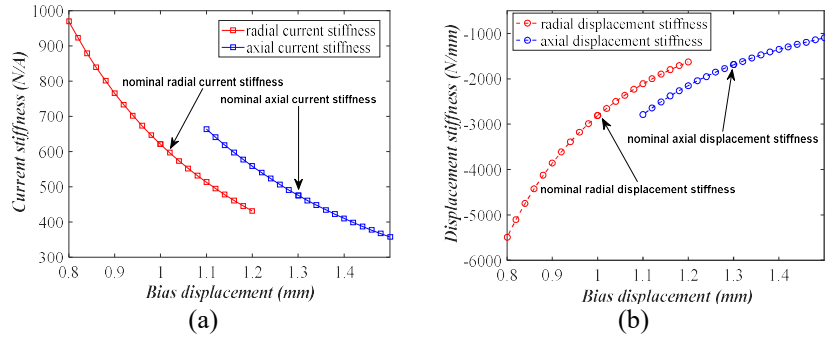 1000
900
800
700
600
500
400
300
0.8
0.9
1
1.1
1.2
1.3
1.4
Current stiffness (N/A)
Bias displacement (mm)
radial current stiffness
axial current stiffness
nominal radial current stiffness
nominal axial current stiffness
(a)
-1000
-2000
-3000
-4000
-5000
-6000
0.8
0.9
1
1.1
1.2
1.3
1.4
Displacement stiffness (N/mm)
Bias displacement (mm)
radial displacement stiffness
axial displacement stiffness
nominal axial displacement stiffness
nominal radial displacement stiffness
(b)